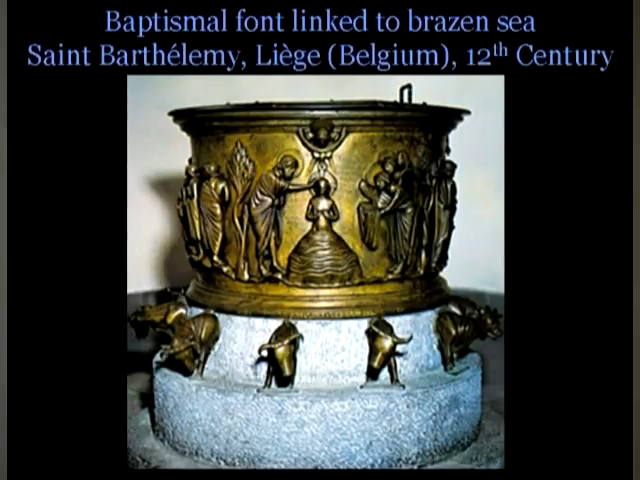 Baptismal font linked to brazen sea
Saint Barthélemy, Liège (Belgium), 12th Century